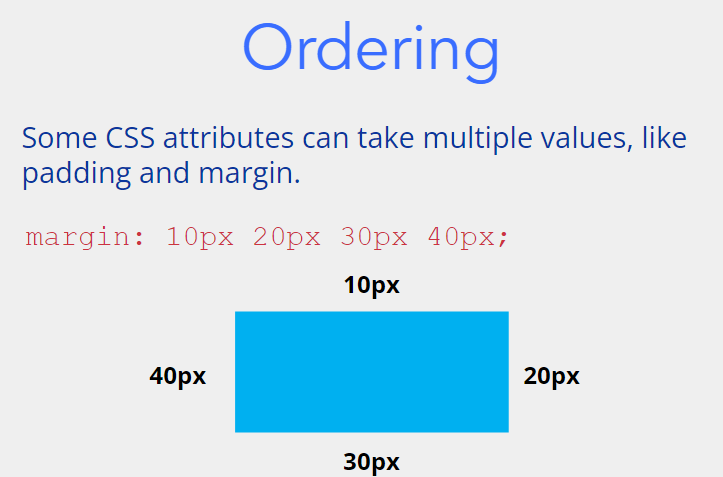 Ordering
Some CSS attributes can take multiple values, like
padding and margin.
margin: 10px 20px 30px 40px;
10px
40px
20px
30px